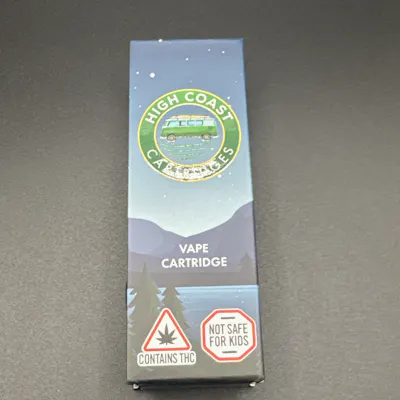 HIGH COAST
CARTRIDGES
VAPE
CARTRIDGE
CONTAINS THC
NOT SAFE
FOR KIDS